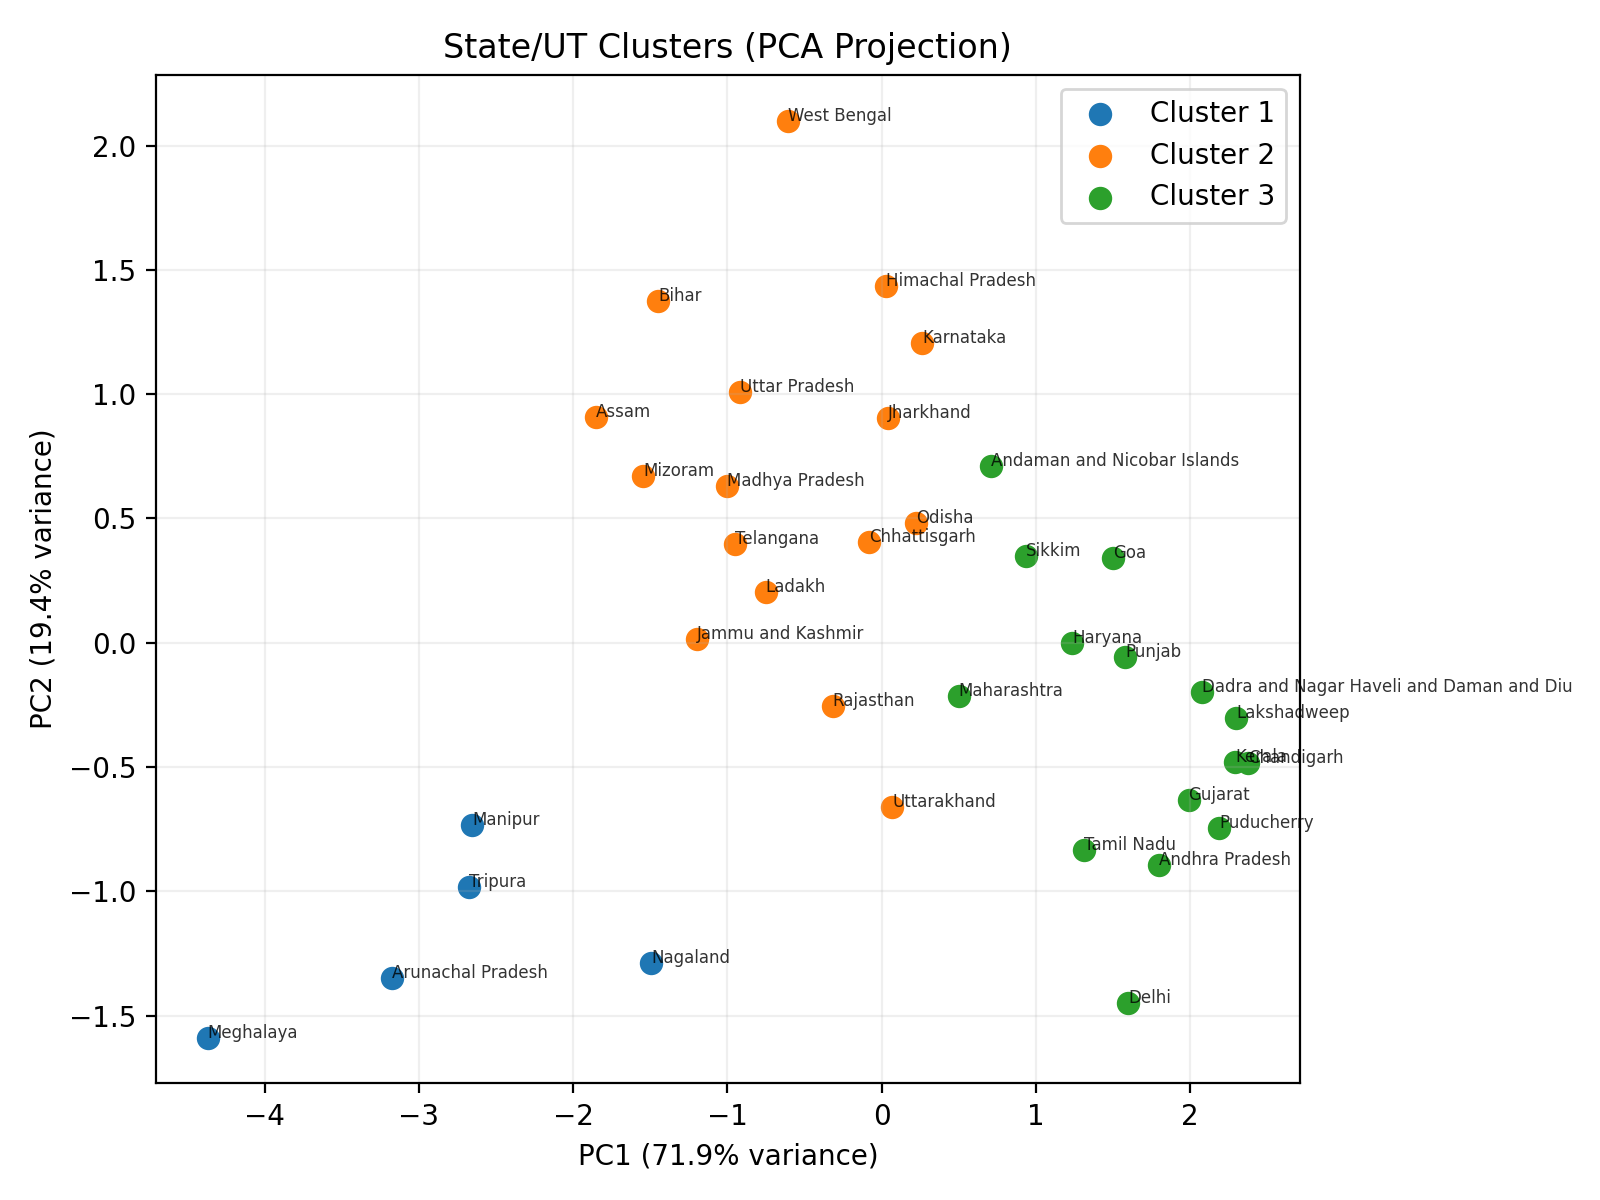 State/UT Clusters (PCA Projection)
Cluster 1
Cluster 2
Cluster 3
West Bengal
Himachal Pradesh
Bihar
Karnataka
Uttar Pradesh
Assam
Jharkhand
Andaman and Nicobar Islands
Mizoram
Madhya Pradesh
Odisha
Chhattisgarh
Telangana
Sikkim
Goa
Ladakh
Jammu and Kashmir
Haryana
Punjab
Dadra and Nagar Haveli and Daman and Diu
Maharashtra
Rajasthan
Lakshadweep
Kerala
Chandigarh
Gujarat
Uttarakhand
Puducherry
Manipur
Tamil Nadu
Andhra Pradesh
Tripura
Nagaland
Arunachal Pradesh
Delhi
Meghalaya
2.0
1.5
1.0
0.5
0.0
−0.5
−1.0
−1.5
PC2 (19.4% variance)
−4 −3 −2 −1 0 1 2
PC1 (71.9% variance)